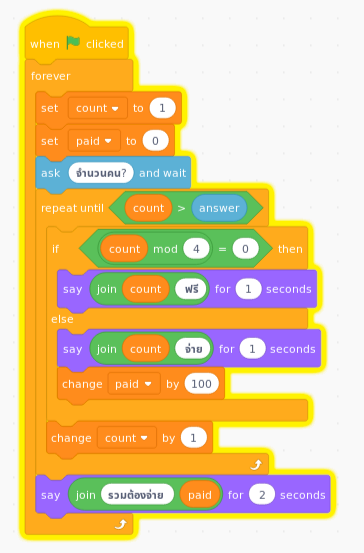 when clicked
forever
set count to 1
set paid to 0
ask จำนวนคน? and wait
repeat until count > answer
if count mod 4 = 0 then
say join count ฟรี for 1 seconds
else
say join count จ่าย for 1 seconds
change paid by 100
change count by 1
say join รวมต้องจ่าย paid for 2 seconds